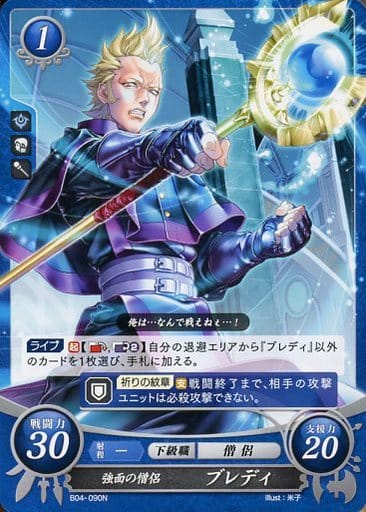 1
俺は…なんで戦えねぇ…!
ライブ 起【 , 2】自分の退避エリアから『ブレディ』以外
のカードを1枚選び、手札に加える。
祈りの紋章 支 戦闘終了まで、相手の攻撃
ユニットは必殺攻撃できない。
戦闘力
30
射程 一 下級職 僧侶
支援力
20
強面の僧侶 ブレディ
B04-090N Illust:米子